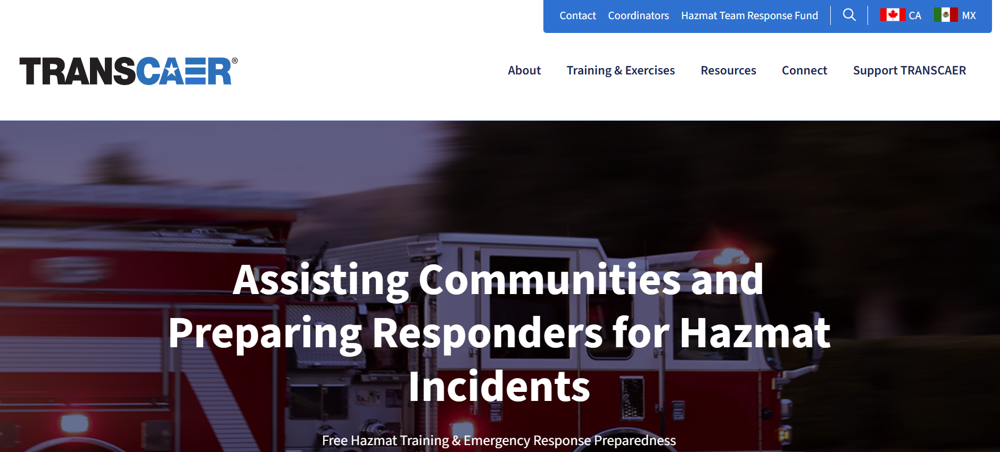 Contact Coordinators Hazmat Team Response Fund CA MX
TRANSCAER®
About Training & Exercises Resources Connect Support TRANSCAER
Assisting Communities and
Preparing Responders for Hazmat
Incidents
Free Hazmat Training & Emergency Response Preparedness